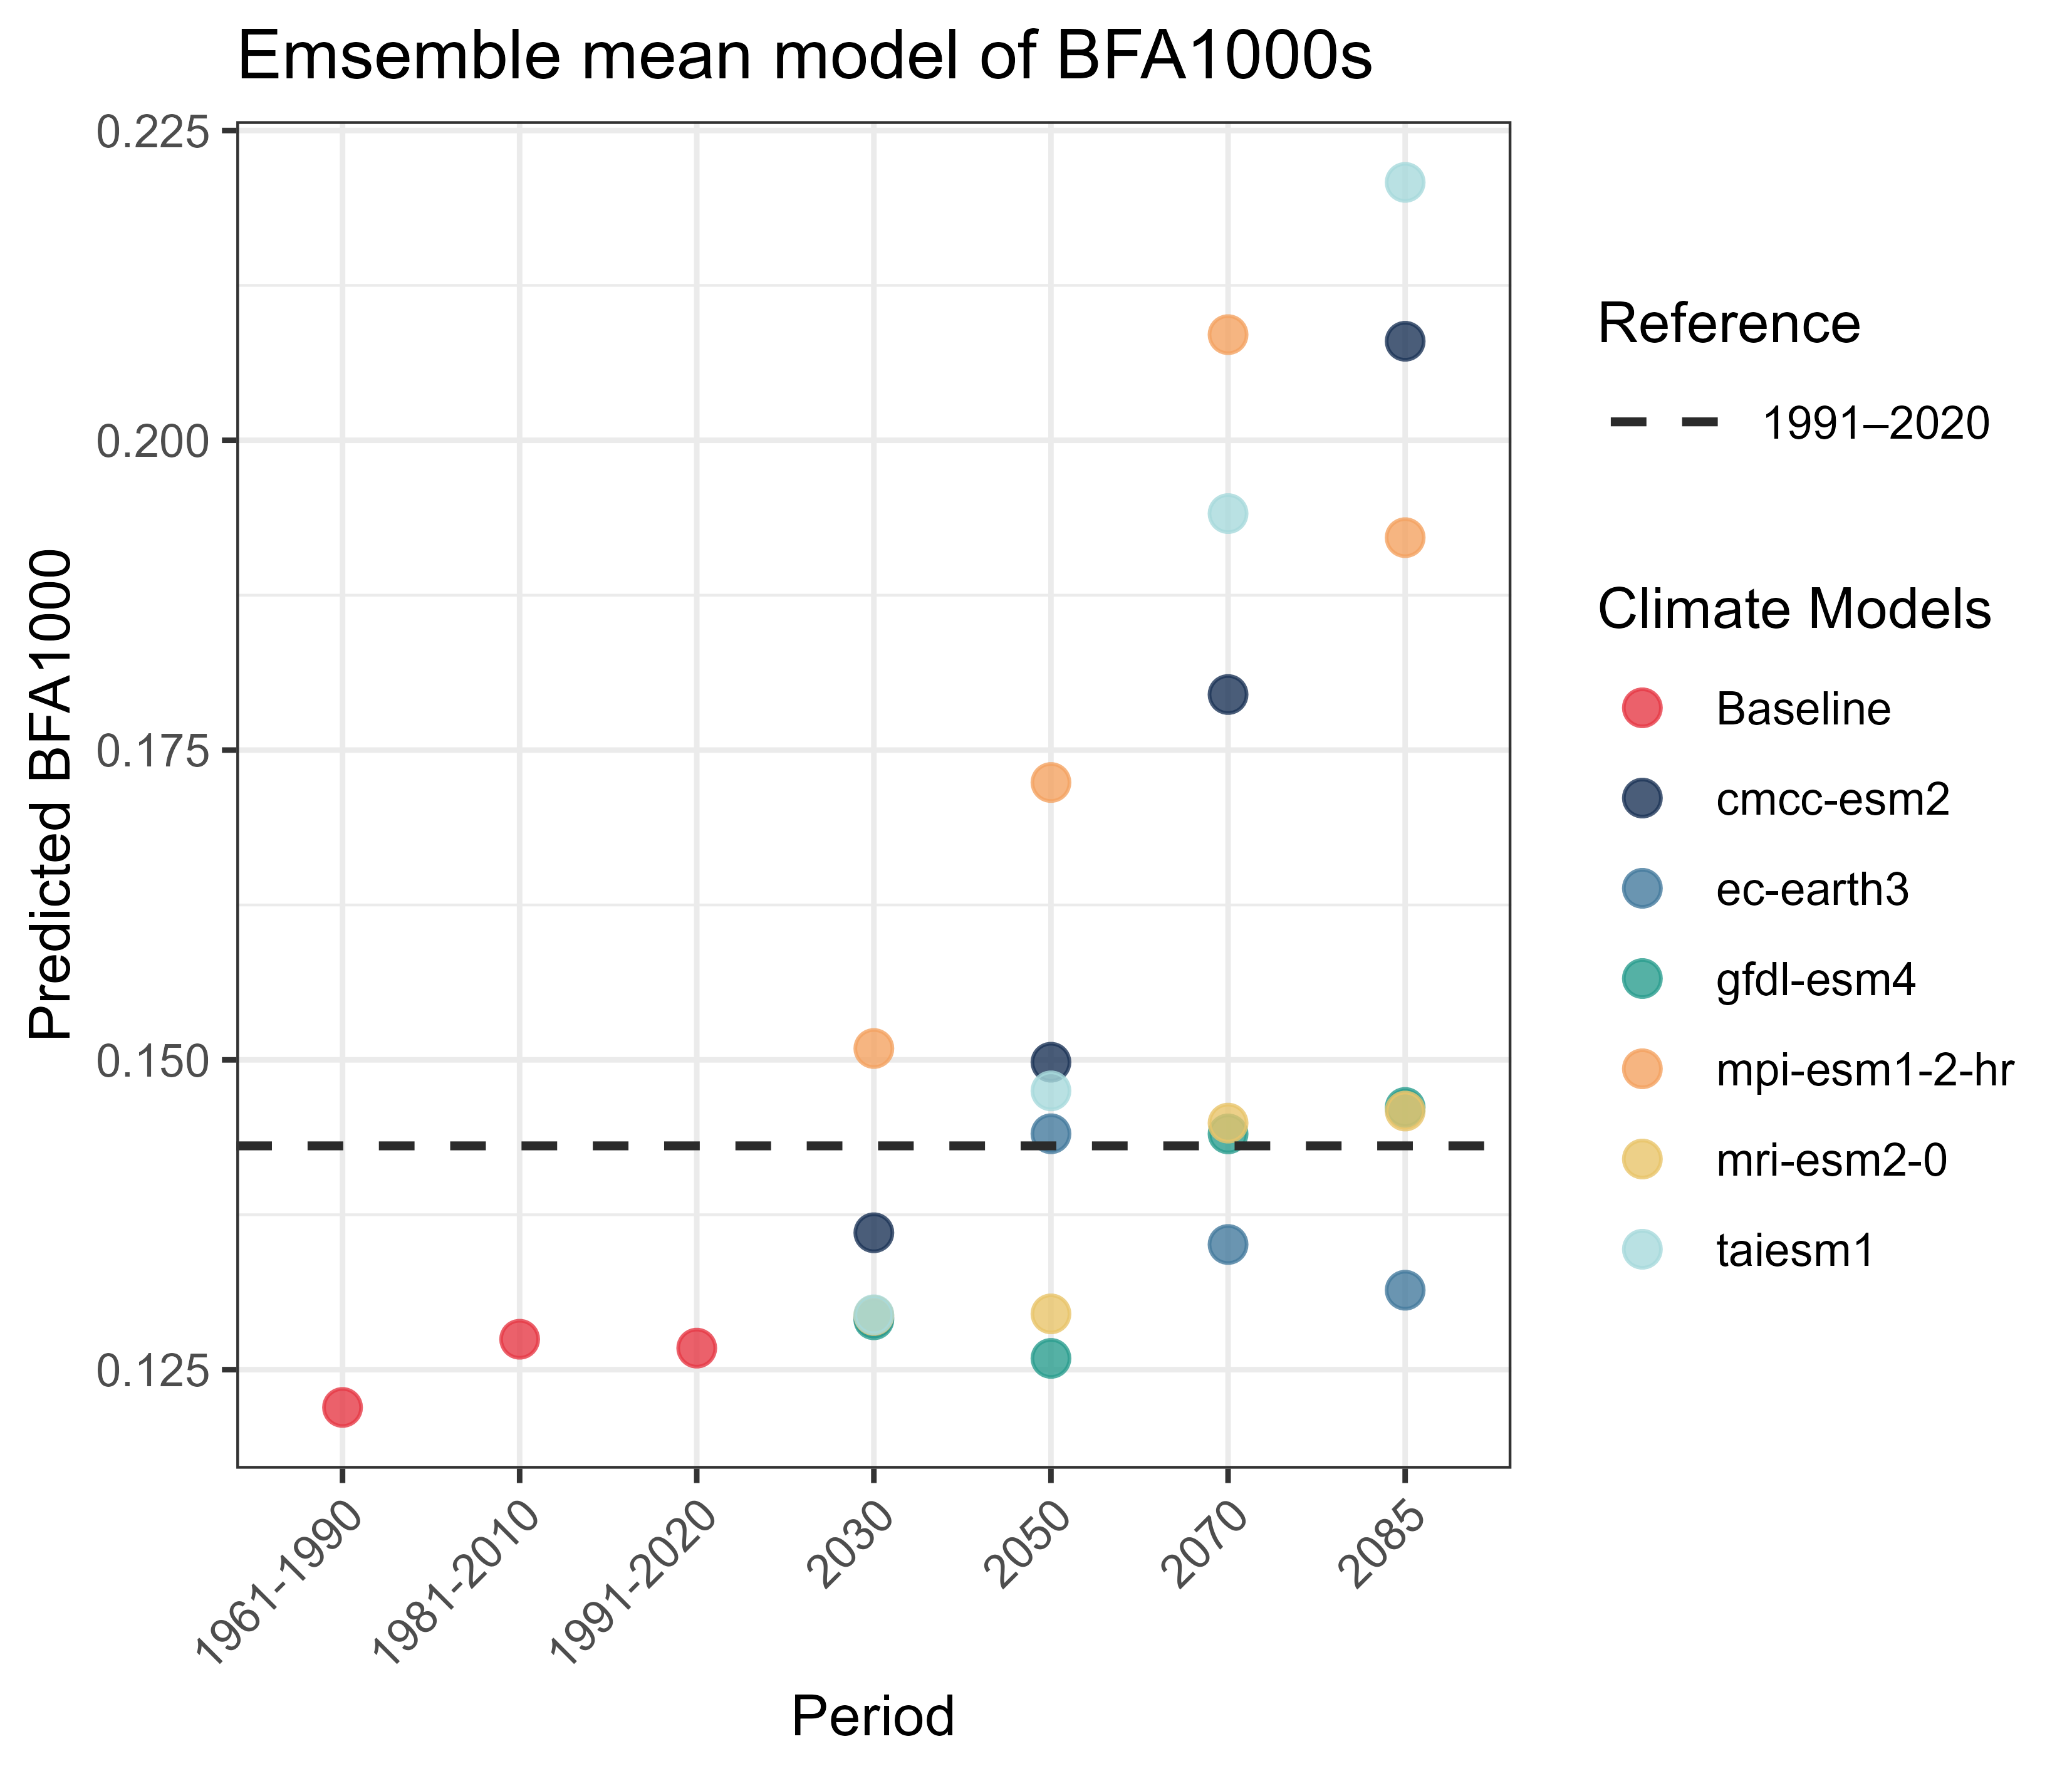 Emsemble mean model of BFA1000s
Predicted BFA1000
0.225
0.200
0.175
0.150
0.125
1961-1990
1981-2010
1991-2020
2030
2050
2070
2085
Period
Reference
1991–2020
Climate Models
Baseline
cmcc-esm2
ec-earth3
gfdl-esm4
mpi-esm1-2-hr
mri-esm2-0
taiesm1